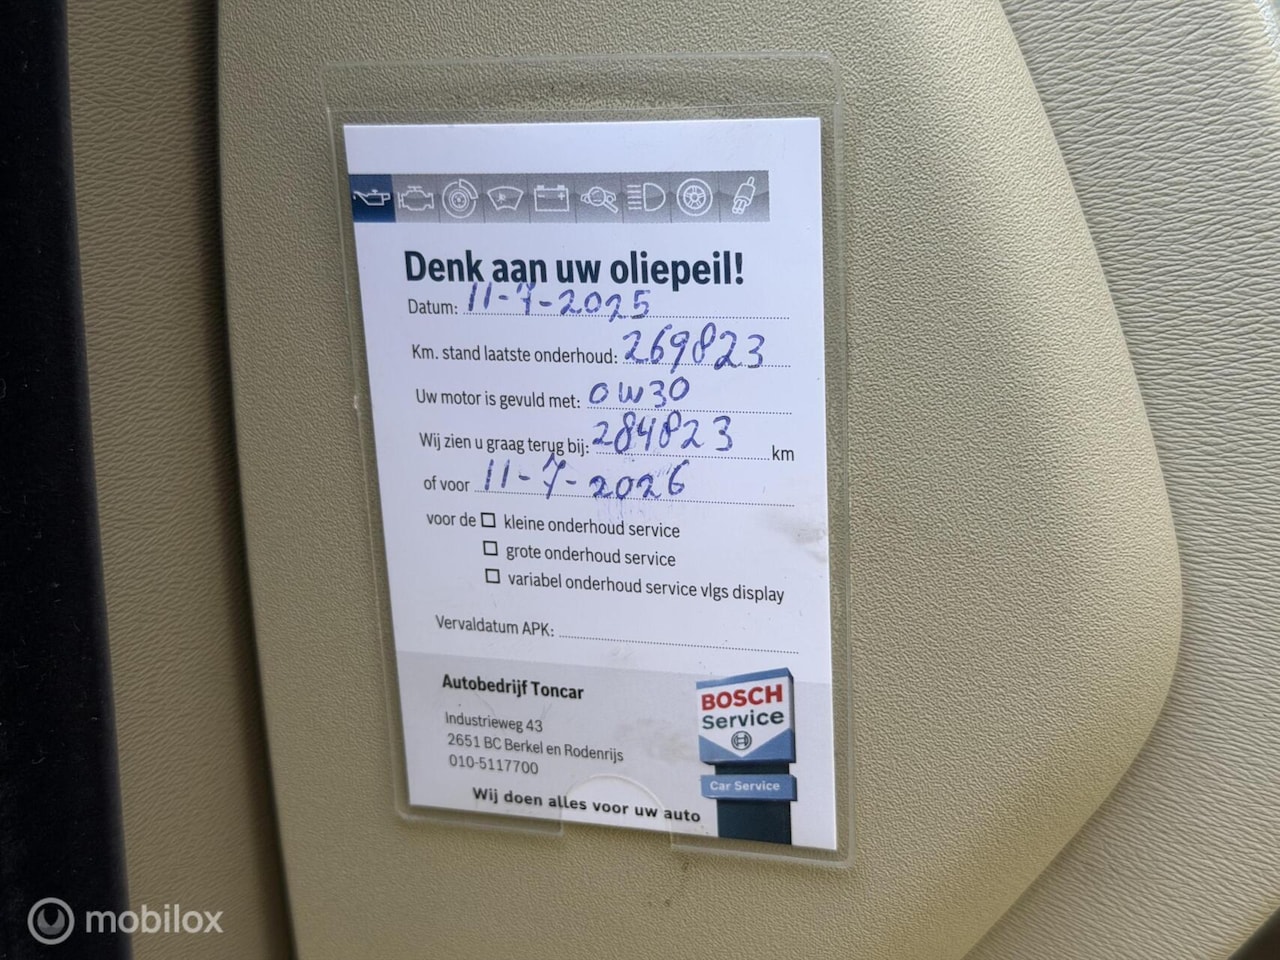 Denk aan uw oliepeil!
Datum: 11-7-2025
Km. stand laatste onderhoud: 269823
Uw motor is gevuld met: 0W30
Wij zien u graag terug bij: 284823 km
of voor 11-7-2026
voor de kleine onderhoud service
grote onderhoud service
variabel onderhoud service vlgs display
Vervaldatum APK:
Autobedrijf Toncar
Industrieweg 43
2651 BC Berkel en Rodenrijs
010-5117700
Wij doen alles voor uw auto
BOSCH
Service
Car Service
mobilox